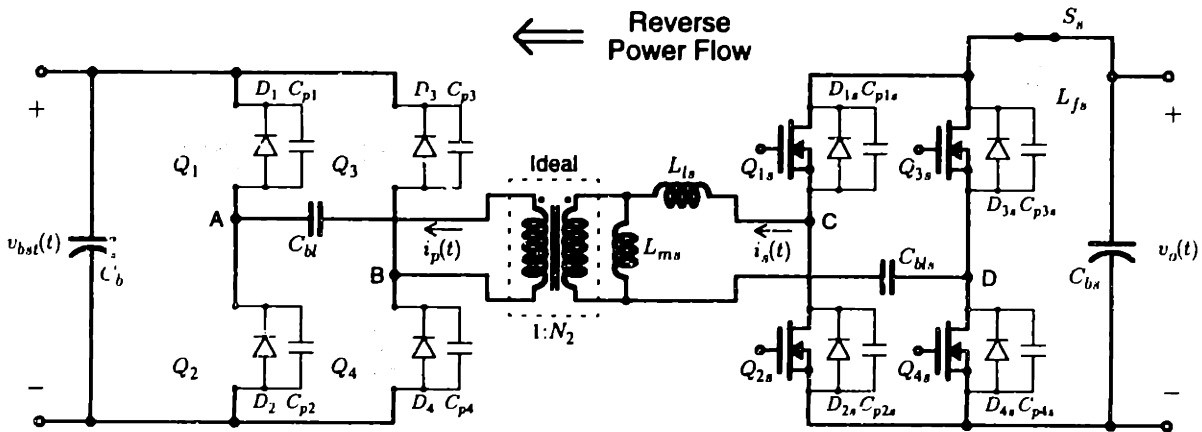 Reverse
Power Flow
S_s
+
D_1 C_p1
D_3 C_p3
D_1s C_p1s
L_fs
+
Q_1
Q_3
Ideal
L_ls
Q_1s
Q_3s
D_3s C_p3s
A
C_bl
i_p(t)
L_ms
i_s(t)
C
C_bls
v_bst(t)
C_b
B
D
C_bs
v_o(t)
1:N_2
Q_2
Q_4
Q_2s
Q_4s
−
D_2 C_p2
D_4 C_p4
D_2s C_p2s
D_4s C_p4s
−